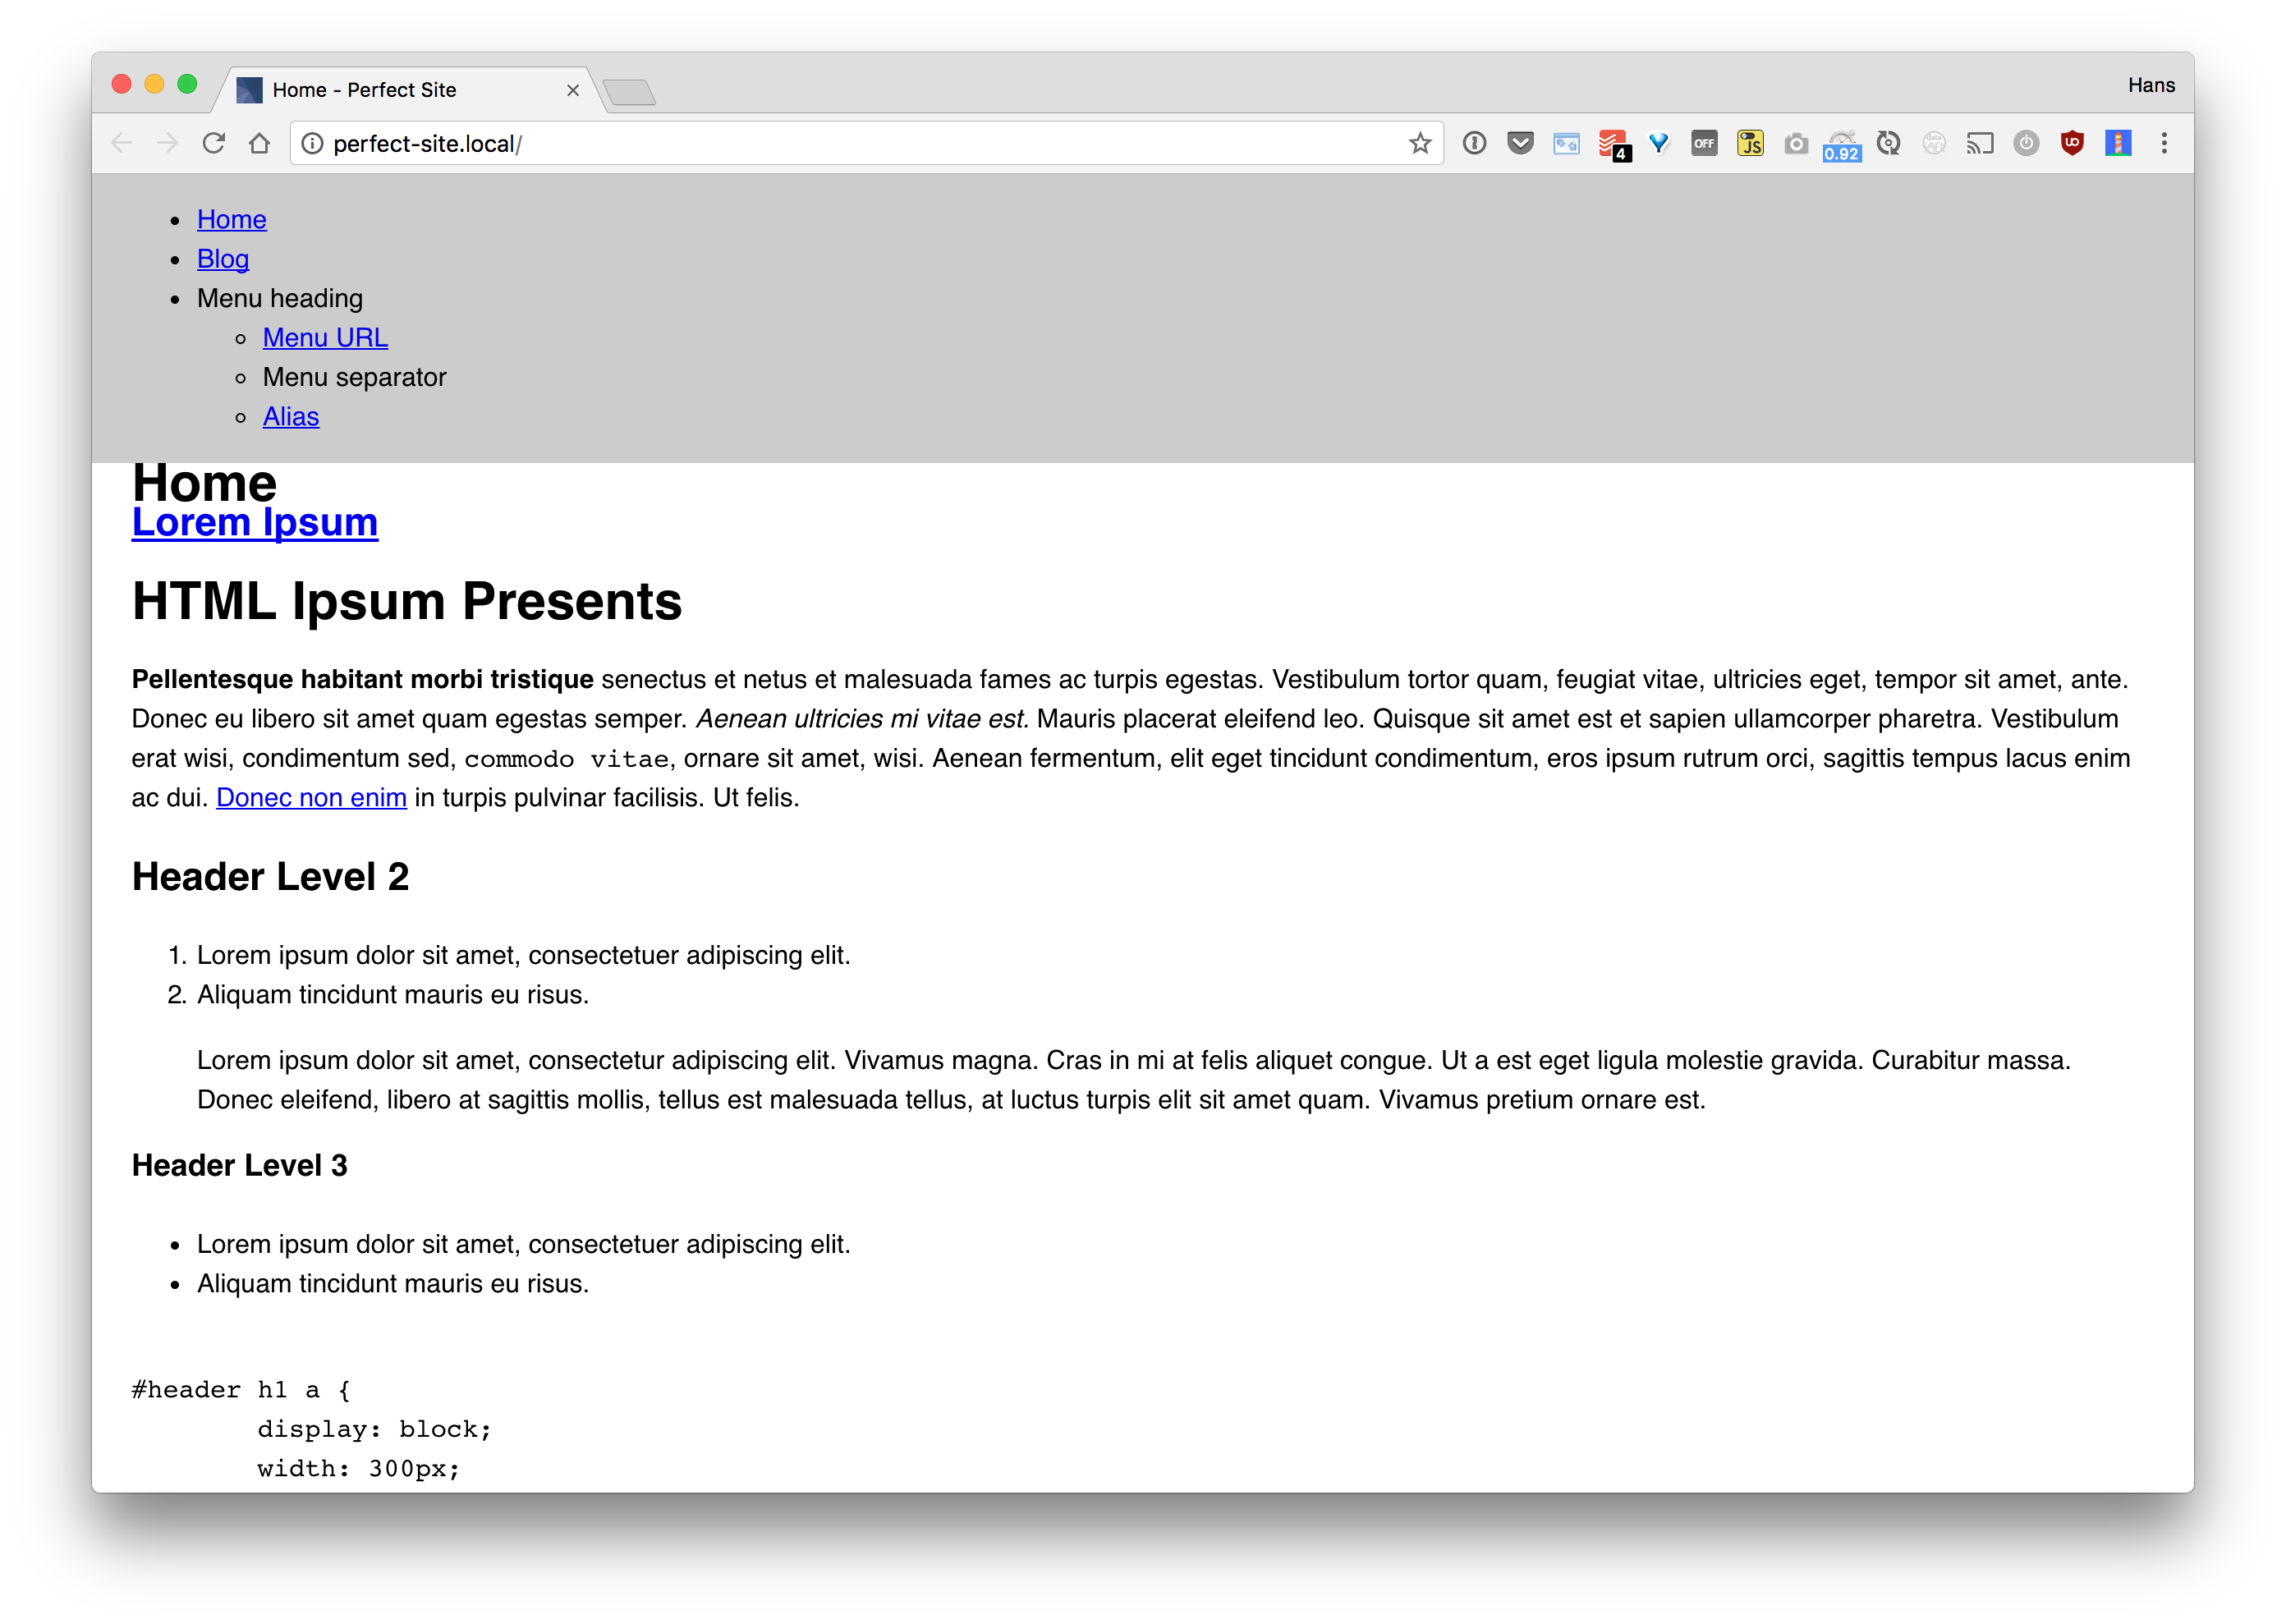 Home - Perfect Site
Hans
perfect-site.local/
4
OFF
JS
0.92
Home
Blog
Menu heading
Menu URL
Menu separator
Alias
Home
Lorem Ipsum
HTML Ipsum Presents
Pellentesque habitant morbi tristique senectus et netus et malesuada fames ac turpis egestas. Vestibulum tortor quam, feugiat vitae, ultricies eget, tempor sit amet, ante.
Donec eu libero sit amet quam egestas semper. Aenean ultricies mi vitae est. Mauris placerat eleifend leo. Quisque sit amet est et sapien ullamcorper pharetra. Vestibulum
erat wisi, condimentum sed, commodo vitae, ornare sit amet, wisi. Aenean fermentum, elit eget tincidunt condimentum, eros ipsum rutrum orci, sagittis tempus lacus enim
ac dui. Donec non enim in turpis pulvinar facilisis. Ut felis.
Header Level 2
1. Lorem ipsum dolor sit amet, consectetuer adipiscing elit.
2. Aliquam tincidunt mauris eu risus.
Lorem ipsum dolor sit amet, consectetur adipiscing elit. Vivamus magna. Cras in mi at felis aliquet congue. Ut a est eget ligula molestie gravida. Curabitur massa.
Donec eleifend, libero at sagittis mollis, tellus est malesuada tellus, at luctus turpis elit sit amet quam. Vivamus pretium ornare est.
Header Level 3
Lorem ipsum dolor sit amet, consectetuer adipiscing elit.
Aliquam tincidunt mauris eu risus.
#header h1 a {
display: block;
width: 300px;